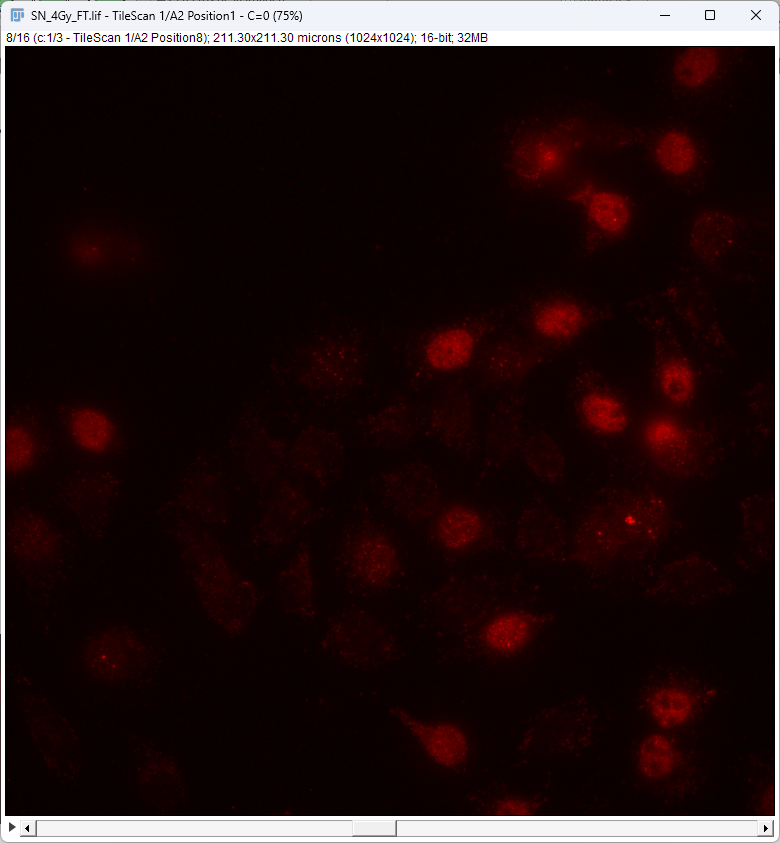 SN_4Gy_FT.lif - TileScan 1/A2 Position1 - C=0 (75%)
8/16 (c:1/3 - TileScan 1/A2 Position8); 211.30x211.30 microns (1024x1024); 16-bit; 32MB